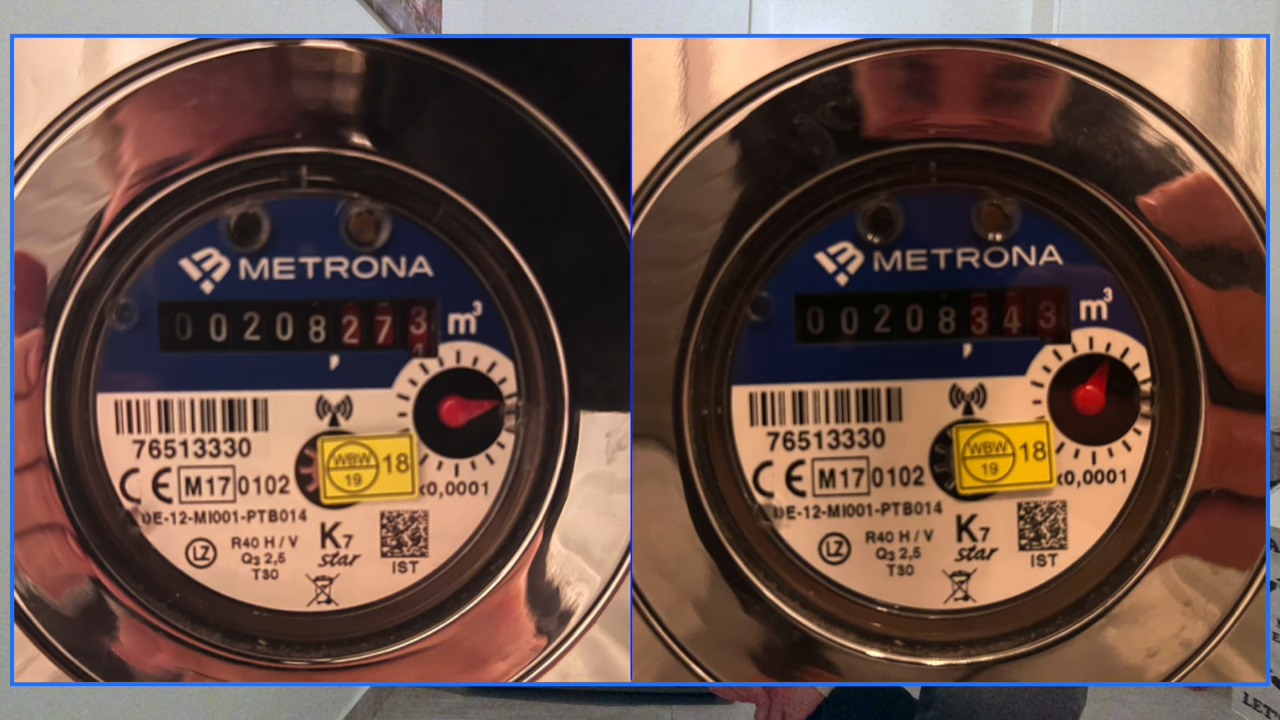 METRONA
00208273 m³
,
76513330
WBW 18
19
CE M17 0102 x0,0001
DE-12-MI001-PTB014
LZ R40 H / V K7
Q3 2,5 star
T30 IST
METRONA
00208343 m³
,
76513330
WBW 18
19
CE M17 0102 x0,0001
DE-12-MI001-PTB014
LZ R40 H / V K7
Q3 2,5 star
T30 IST